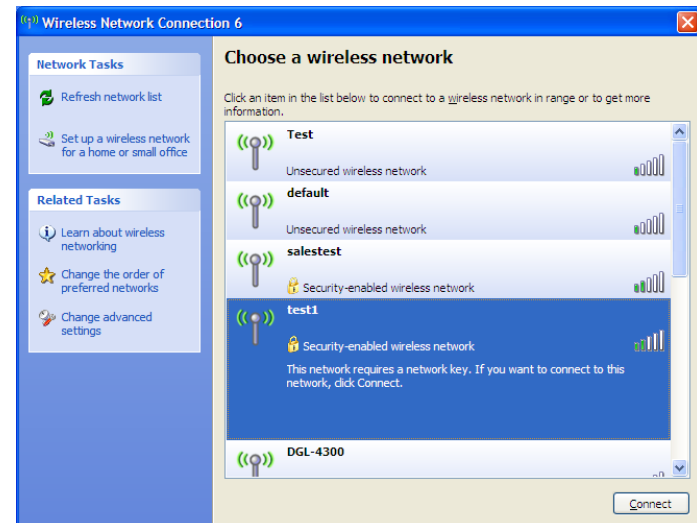 Wireless Network Connection 6
Network Tasks
Refresh network list
Set up a wireless network
for a home or small office
Related Tasks
Learn about wireless
networking
Change the order of
preferred networks
Change advanced
settings
Choose a wireless network
Click an item in the list below to connect to a wireless network in range or to get more
information.
Test
Unsecured wireless network
default
Unsecured wireless network
salestest
Security-enabled wireless network
test1
Security-enabled wireless network
This network requires a network key. If you want to connect to this
network, click Connect.
DGL-4300
Connect